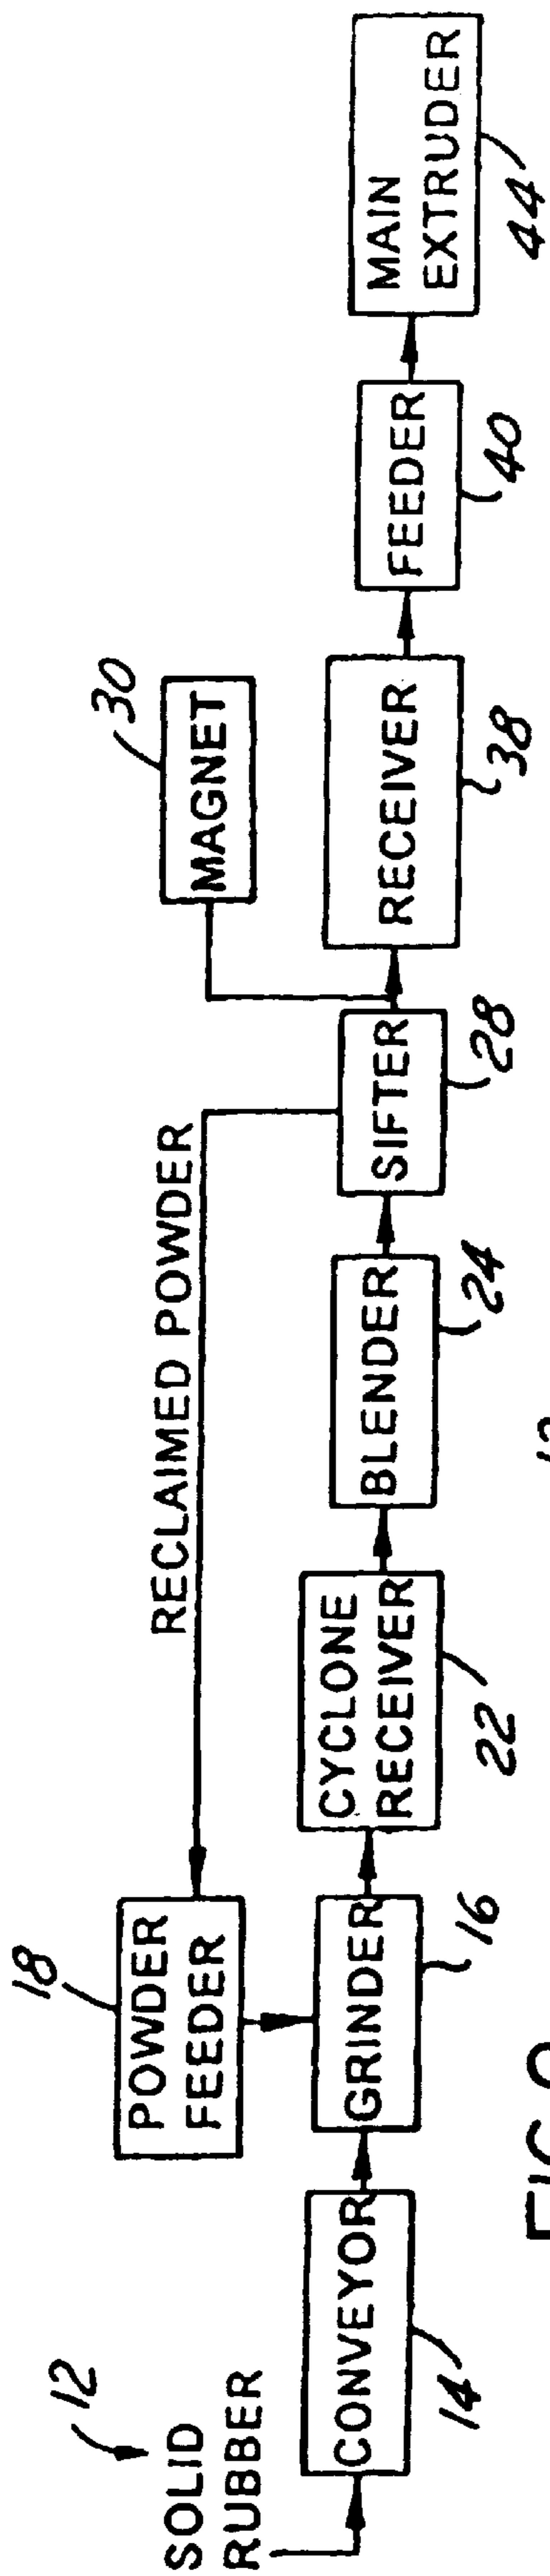 12
SOLID
RUBBER
CONVEYOR
14
18
POWDER
FEEDER
GRINDER
16
RECLAIMED POWDER
CYCLONE
RECEIVER
22
BLENDER
24
SIFTER
28
30
MAGNET
RECEIVER
38
FEEDER
40
MAIN
EXTRUDER
44